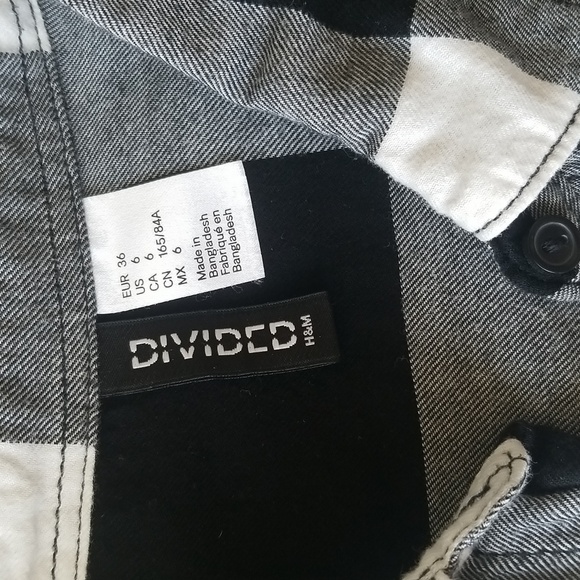 EUR 36
US 6
CA 6
CN 165/84A
MX 6
Made in
Bangladesh
Fabriqué en
Bangladesh
DIVIDED
H&M